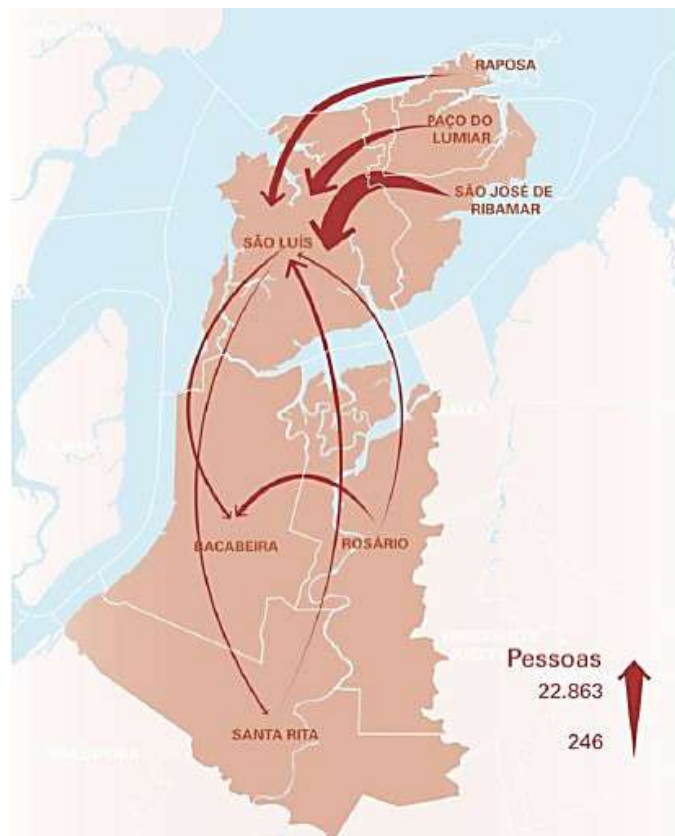 RAPOSA
PAÇO DO
LUMIAR
SÃO JOSÉ DE
RIBAMAR
SÃO LUÍS
BACABEIRA
ROSÁRIO
SANTA RITA
Pessoas
22.863
246